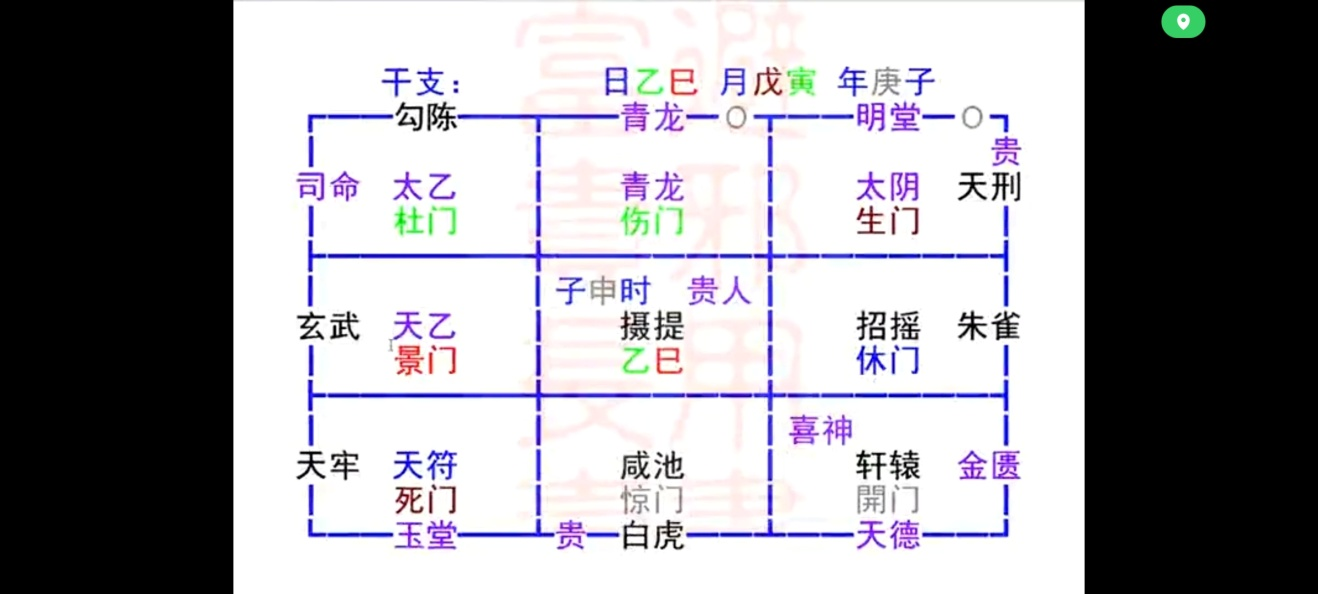 干支： 日乙巳 月戊寅 年庚子
勾陈 青龙 ○ 明堂 ○
贵
司命 太乙 青龙 太阴 天刑
杜门 伤门 生门
子申时 贵人
玄武 天乙 摄提 招摇 朱雀
景门 乙巳 休门
喜神
天牢 天符 咸池 轩辕 金匮
死门 惊门 開门
玉堂 贵 白虎 天德